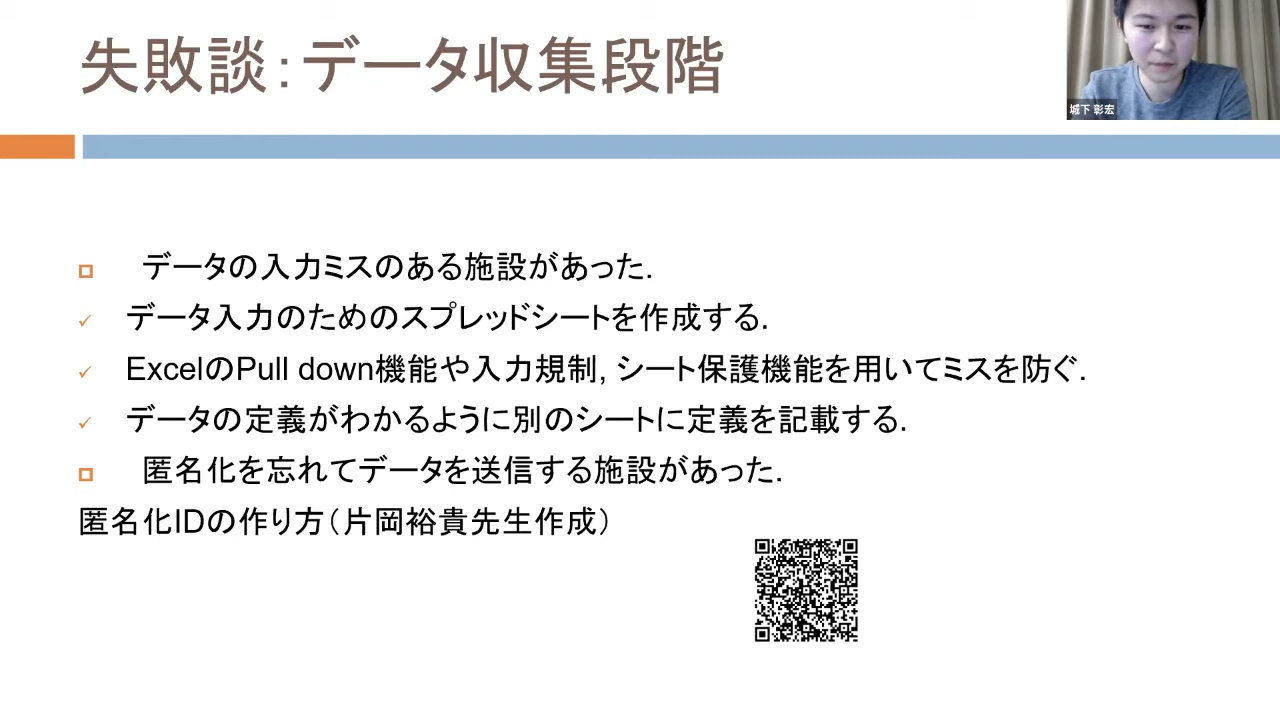 失敗談：データ収集段階
城下 彰宏
データの入力ミスのある施設があった.
データ入力のためのスプレッドシートを作成する.
ExcelのPull down機能や入力規制, シート保護機能を用いてミスを防ぐ.
データの定義がわかるように別のシートに定義を記載する.
匿名化を忘れてデータを送信する施設があった.
匿名化IDの作り方（片岡裕貴先生作成）